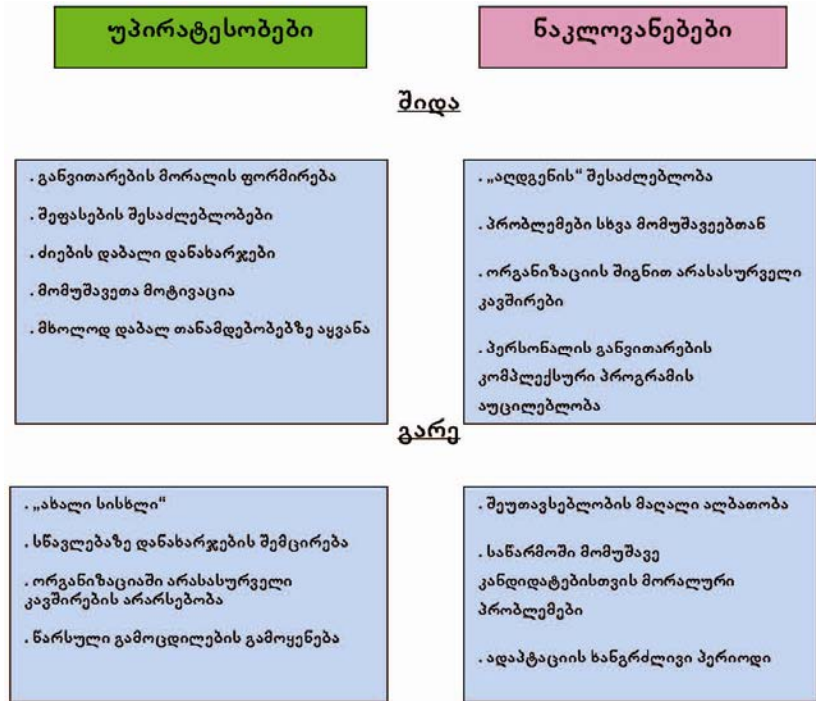 უპირატესობები
ნაკლოვანებები
შიდა
. განვითარების მორალის ფორმირება
. შეფასების შესაძლებლობები
. ძიების დაბალი დანახარჯები
. მომუშავეთა მოტივაცია
. მხოლოდ დაბალ თანამდებობებზე აყვანა
. „აღდგენის“ შესაძლებლობა
. პრობლემები სხვა მომუშავეებთან
. ორგანიზაციის შიგნით არასასურველი
კავშირები
. პერსონალის განვითარების
კომპლექსური პროგრამის
აუცილებლობა
გარე
. „ახალი სისხლი“
. სწავლებაზე დანახარჯების შემცირება
. ორგანიზაციაში არასასურველი
კავშირების არარსებობა
. წარსული გამოცდილების გამოყენება
. შეუთავსებლობის მაღალი ალბათობა
. საწარმოში მომუშავე
კანდიდატებისთვის მორალური
პრობლემები
. ადაპტაციის ხანგრძლივი პერიოდი